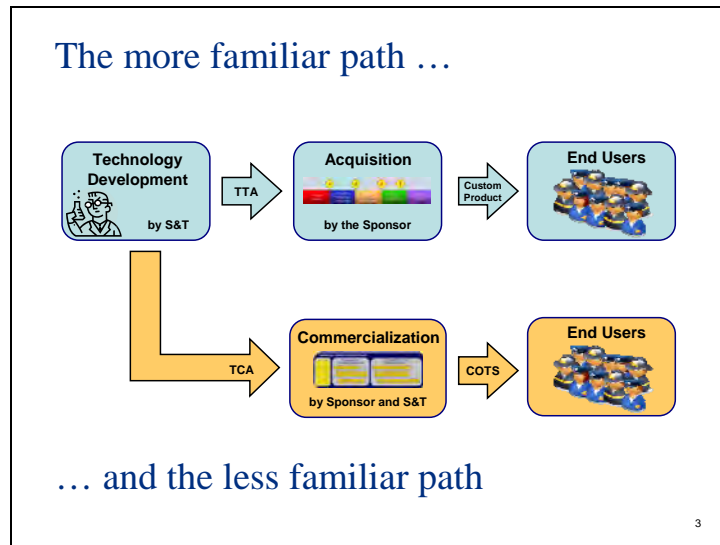 The more familiar path …
Technology
Development
by S&T
TTA
Acquisition
by the Sponsor
Custom
Product
End Users
TCA
Commercialization
by Sponsor and S&T
COTS
End Users
… and the less familiar path
3